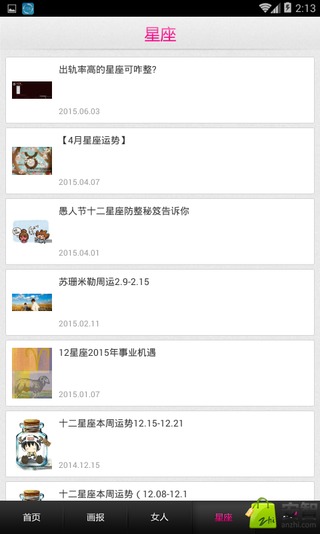 2:13
星座
出轨率高的星座可咋整?
2015.06.03
【4月星座运势】
2015.04.07
愚人节十二星座防整秘笈告诉你
2015.04.01
苏珊米勒周运2.9-2.15
2015.02.11
12星座2015年事业机遇
2015.01.07
十二星座本周运势12.15-12.21
2014.12.15
十二星座本周运势（12.08-12.1
首页
画报
女人
星座
安智
anzhi.com